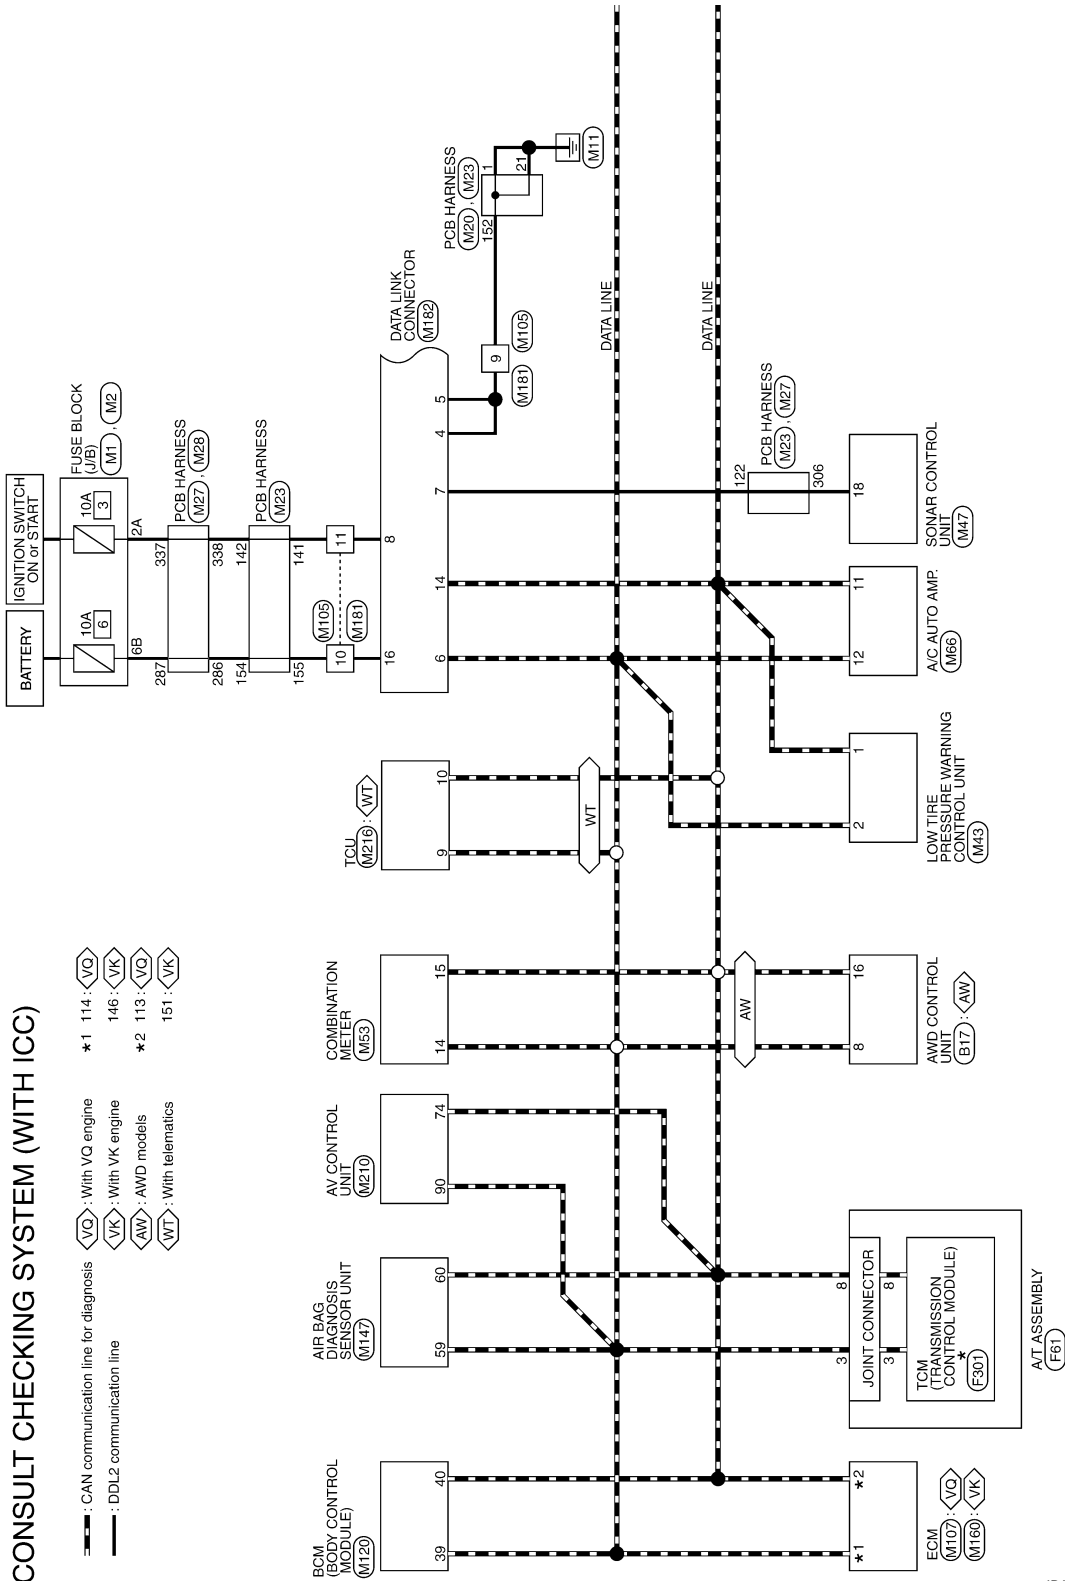 CONSULT CHECKING SYSTEM (WITH ICC)
: CAN communication line for diagnosis
: DDL2 communication line
VQ : With VQ engine
VK : With VK engine
AW : AWD models
WT : With telematics
*1 114 : VQ
146 : VK
*2 113 : VQ
151 : VK
BATTERY
IGNITION SWITCH
ON or START
10A
6
10A
3
FUSE BLOCK
(J/B)
M1 , M2
6B
2A
287
337
PCB HARNESS
M27 , M28
286
338
154
142
PCB HARNESS
M23
155
141
M105
10
11
M181
16
8
DATA LINK
CONNECTOR
M182
6
14
7
4
5
M181
9
M105
PCB HARNESS
M20 , M23
152
1
21
M11
BCM
(BODY CONTROL
MODULE)
M120
39
40
AIR BAG
DIAGNOSIS
SENSOR UNIT
M147
59
60
AV CONTROL
UNIT
M210
90
74
COMBINATION
METER
M53
14
15
TCU
M216 : WT
9
10
WT
DATA LINE
DATA LINE
AW
122
PCB HARNESS
M23 , M27
306
*1
*2
ECM
M107 : VQ
M160 : VK
3
8
JOINT CONNECTOR
3
8
TCM
(TRANSMISSION
CONTROL MODULE)
*
F301
A/T ASSEMBLY
F61
8
16
AWD CONTROL
UNIT
B17 : AW
2
1
LOW TIRE
PRESSURE WARNING
CONTROL UNIT
M43
12
11
A/C AUTO AMP.
M66
18
SONAR CONTROL
UNIT
M47